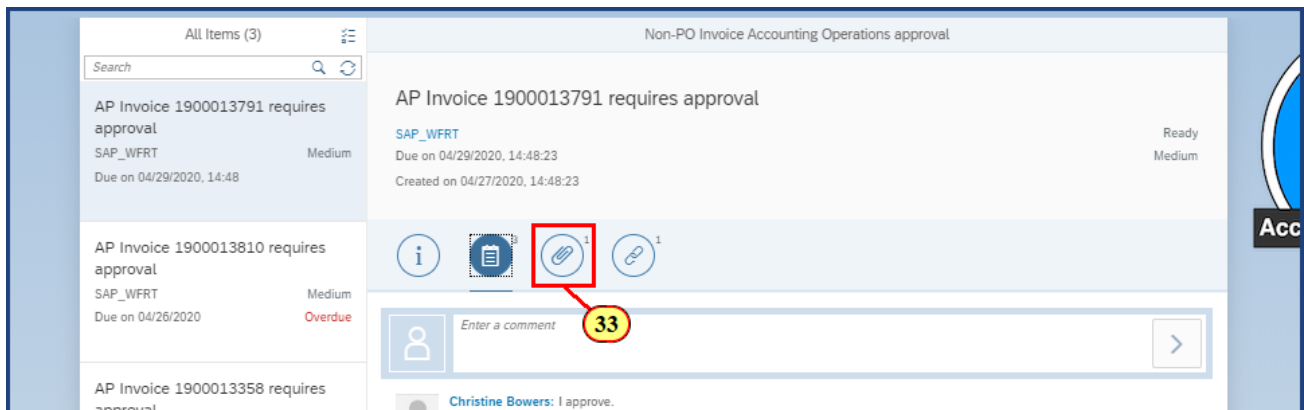 All Items (3)
Search
AP Invoice 1900013791 requires
approval
SAP_WFRT Medium
Due on 04/29/2020, 14:48
AP Invoice 1900013810 requires
approval
SAP_WFRT Medium
Due on 04/26/2020 Overdue
AP Invoice 1900013358 requires
approval
Non-PO Invoice Accounting Operations approval
AP Invoice 1900013791 requires approval
SAP_WFRT Ready
Due on 04/29/2020, 14:48:23 Medium
Created on 04/27/2020, 14:48:23
i 3 1 1
Enter a comment
33
Christine Bowers: I approve.
Acc